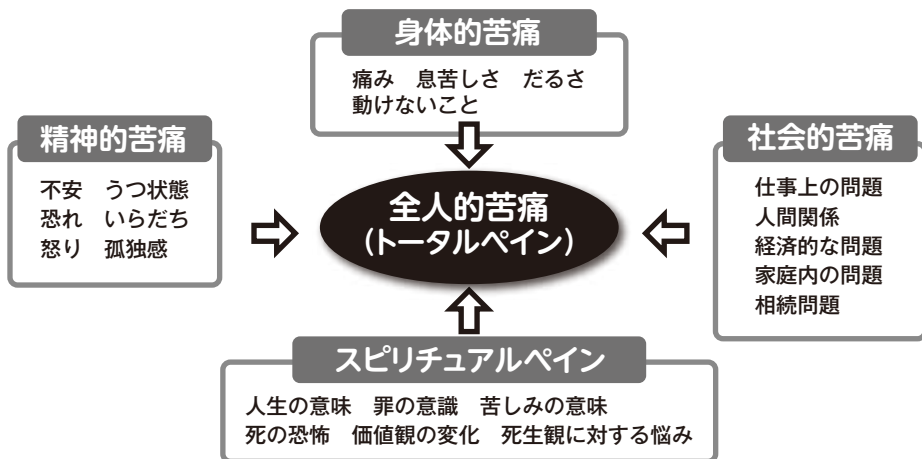 身体的苦痛
痛み　息苦しさ　だるさ
動けないこと
精神的苦痛
不安　うつ状態
恐れ　いらだち
怒り　孤独感
全人的苦痛
(トータルペイン)
社会的苦痛
仕事上の問題
人間関係
経済的な問題
家庭内の問題
相続問題
スピリチュアルペイン
人生の意味　罪の意識　苦しみの意味
死の恐怖　価値観の変化　死生観に対する悩み